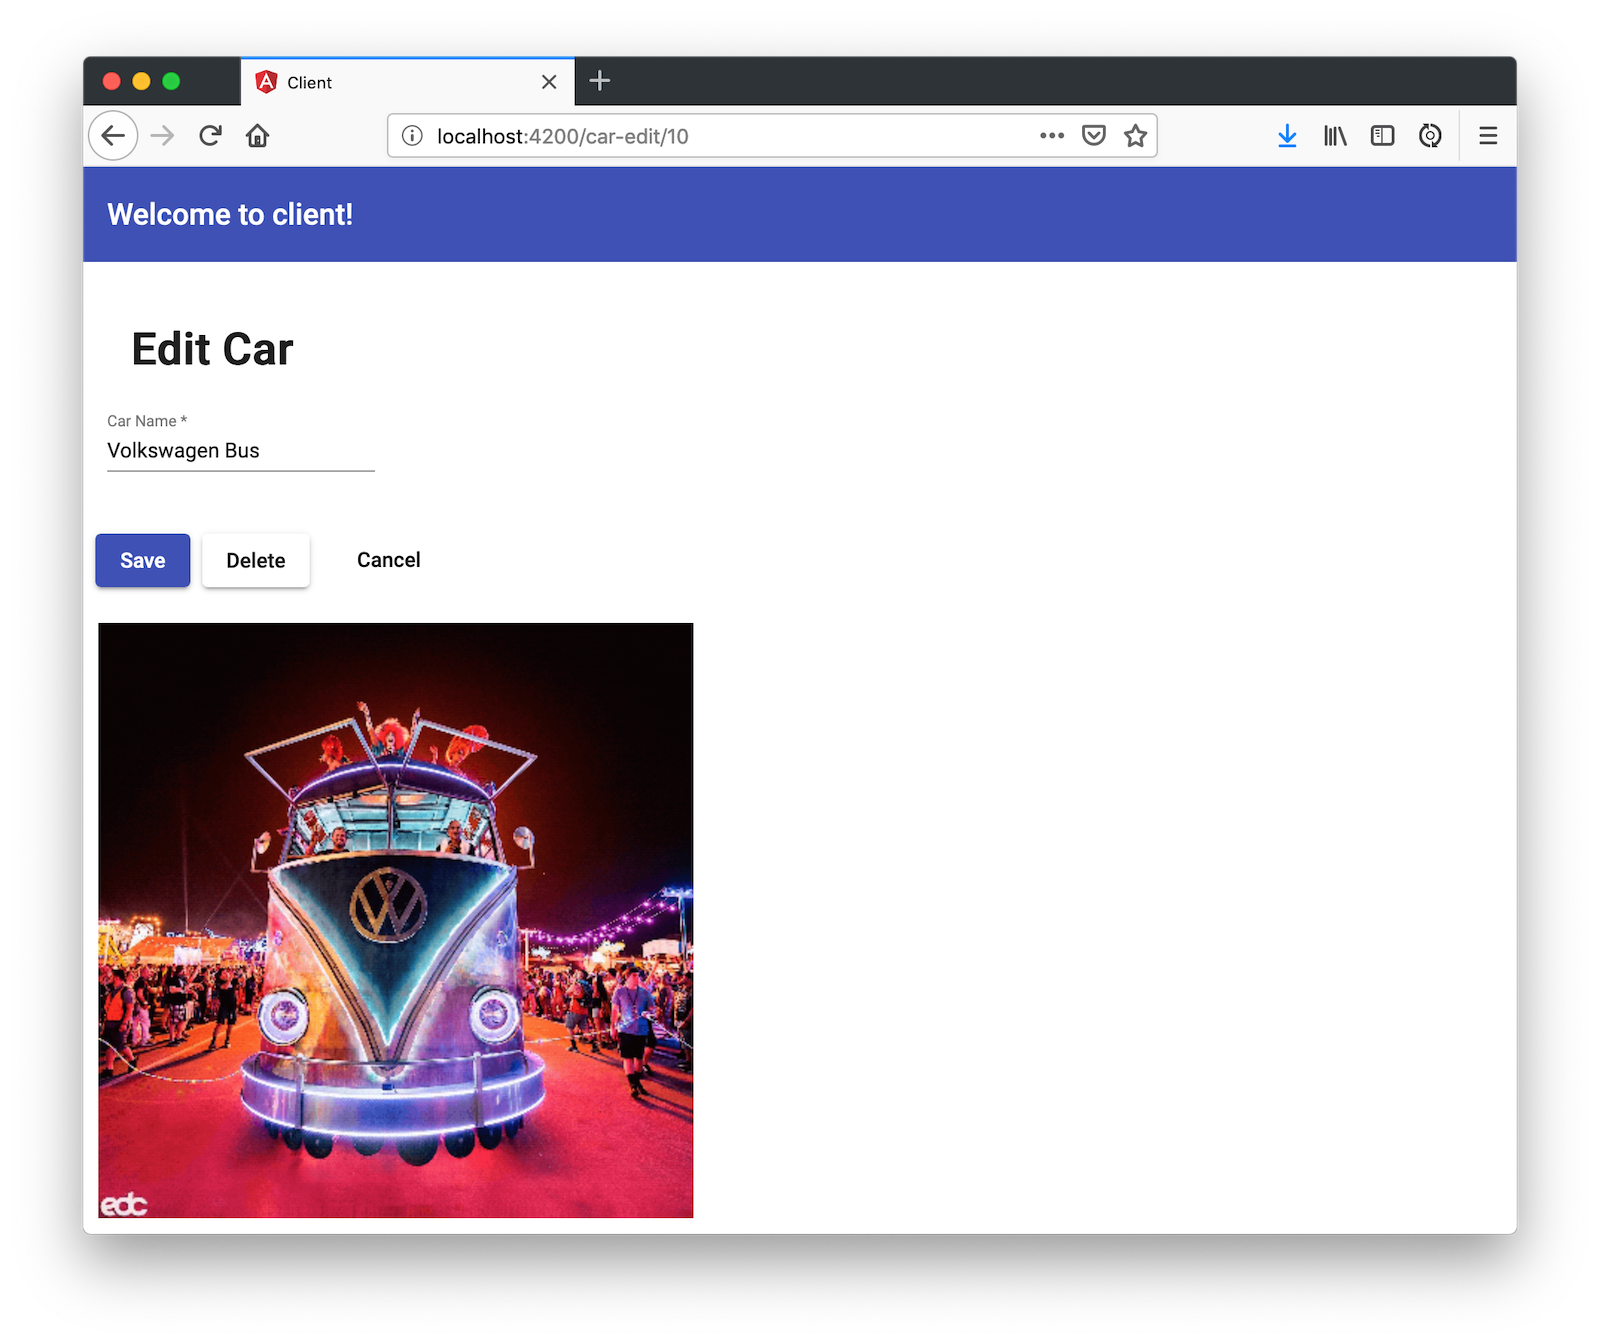 Client
localhost:4200/car-edit/10
Welcome to client!
Edit Car
Car Name *
Volkswagen Bus
Save Delete Cancel
VW
edc